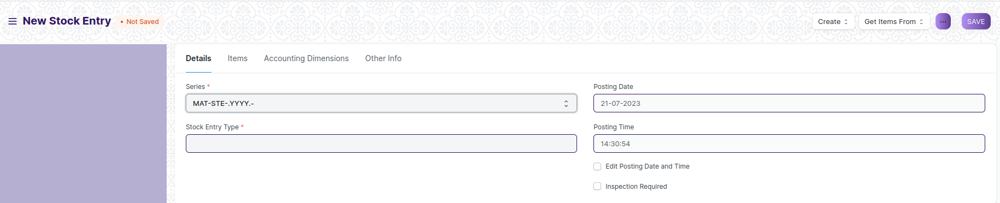 New Stock Entry • Not Saved Create Get Items From ... SAVE
Details Items Accounting Dimensions Other Info
Series * Posting Date
MAT-STE-.YYYY.- 21-07-2023
Stock Entry Type * Posting Time
14:30:54
Edit Posting Date and Time
Inspection Required